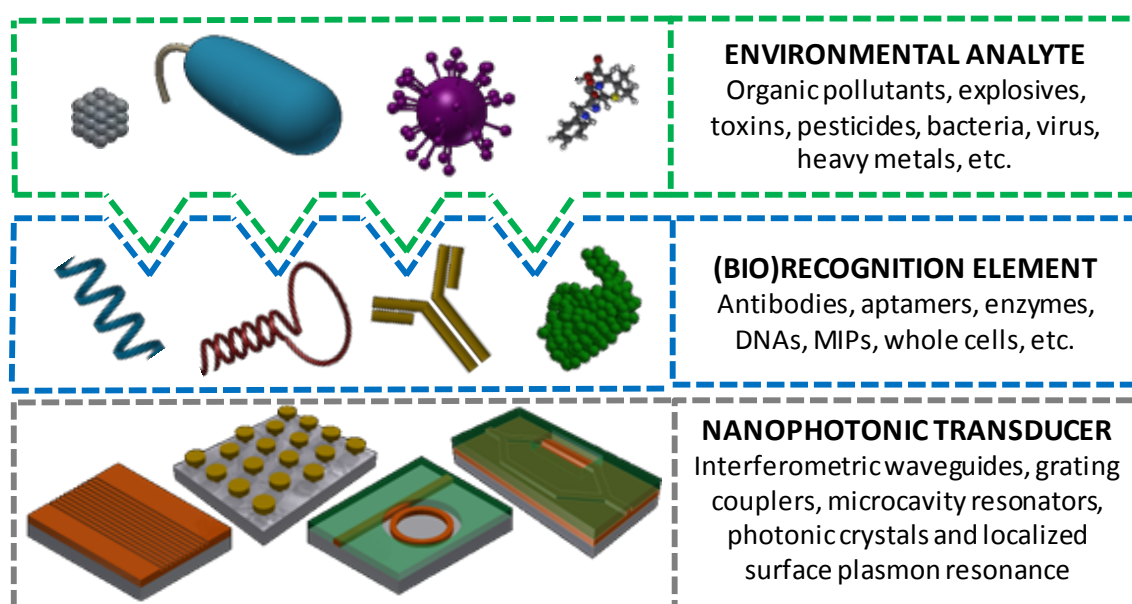 ENVIRONMENTAL ANALYTE
Organic pollutants, explosives,
toxins, pesticides, bacteria, virus,
heavy metals, etc.
(BIO)RECOGNITION ELEMENT
Antibodies, aptamers, enzymes,
DNAs, MIPs, whole cells, etc.
NANOPHOTONIC TRANSDUCER
Interferometric waveguides, grating
couplers, microcavity resonators,
photonic crystals and localized
surface plasmon resonance